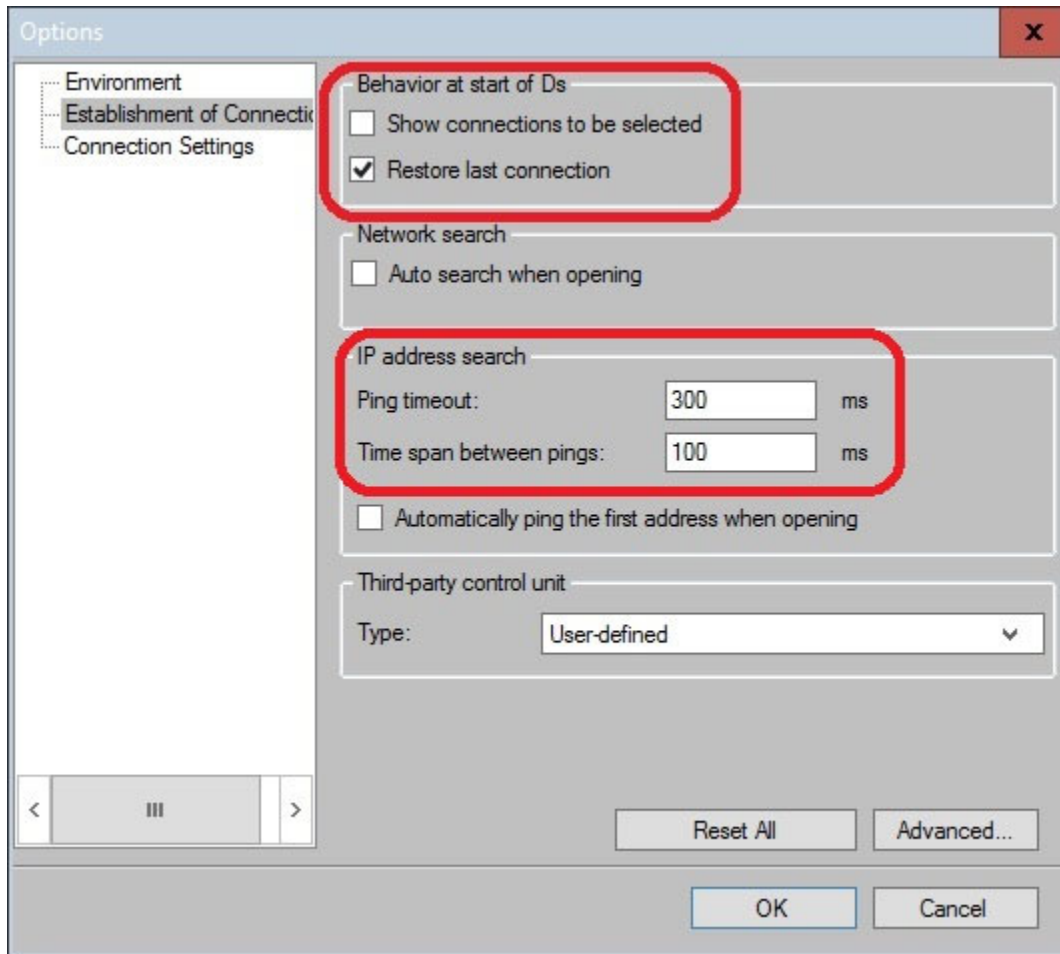 Options
x
Environment
Establishment of Connectic
Connection Settings
Behavior at start of Ds
Show connections to be selected
Restore last connection
Network search
Auto search when opening
IP address search
Ping timeout: 300 ms
Time span between pings: 100 ms
Automatically ping the first address when opening
Third-party control unit
Type: User-defined
Reset All Advanced...
OK Cancel